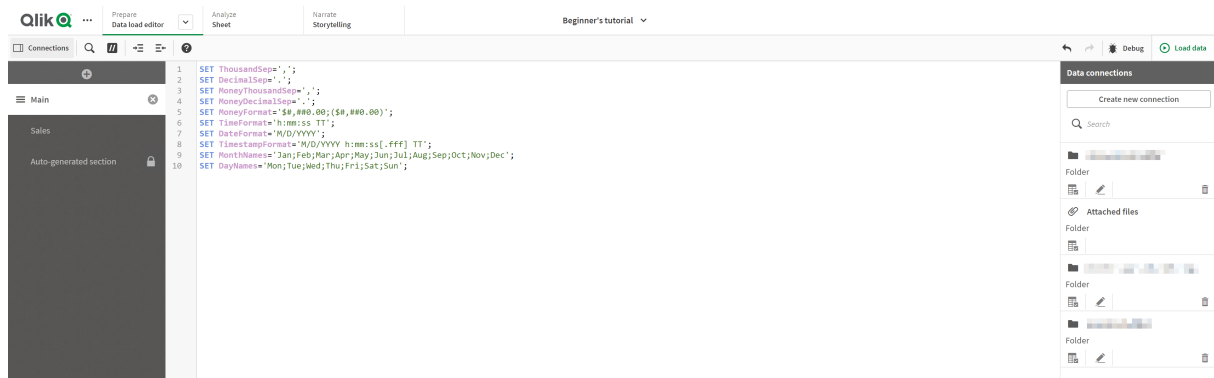 Qlik
Prepare
Data load editor
Analyze
Sheet
Narrate
Storytelling
Beginner's tutorial
Connections
Debug
Load data
Main
Sales
Auto-generated section
1 SET ThousandSep=',';
2 SET DecimalSep='.';
3 SET MoneyThousandSep=',';
4 SET MoneyDecimalSep='.';
5 SET MoneyFormat='$#,##0.00;($#,##0.00)';
6 SET TimeFormat='h:mm:ss TT';
7 SET DateFormat='M/D/YYYY';
8 SET TimestampFormat='M/D/YYYY h:mm:ss[.fff] TT';
9 SET MonthNames='Jan;Feb;Mar;Apr;May;Jun;Jul;Aug;Sep;Oct;Nov;Dec';
10 SET DayNames='Mon;Tue;Wed;Thu;Fri;Sat;Sun';
Data connections
Create new connection
Search
Folder
Attached files
Folder
Folder
Folder